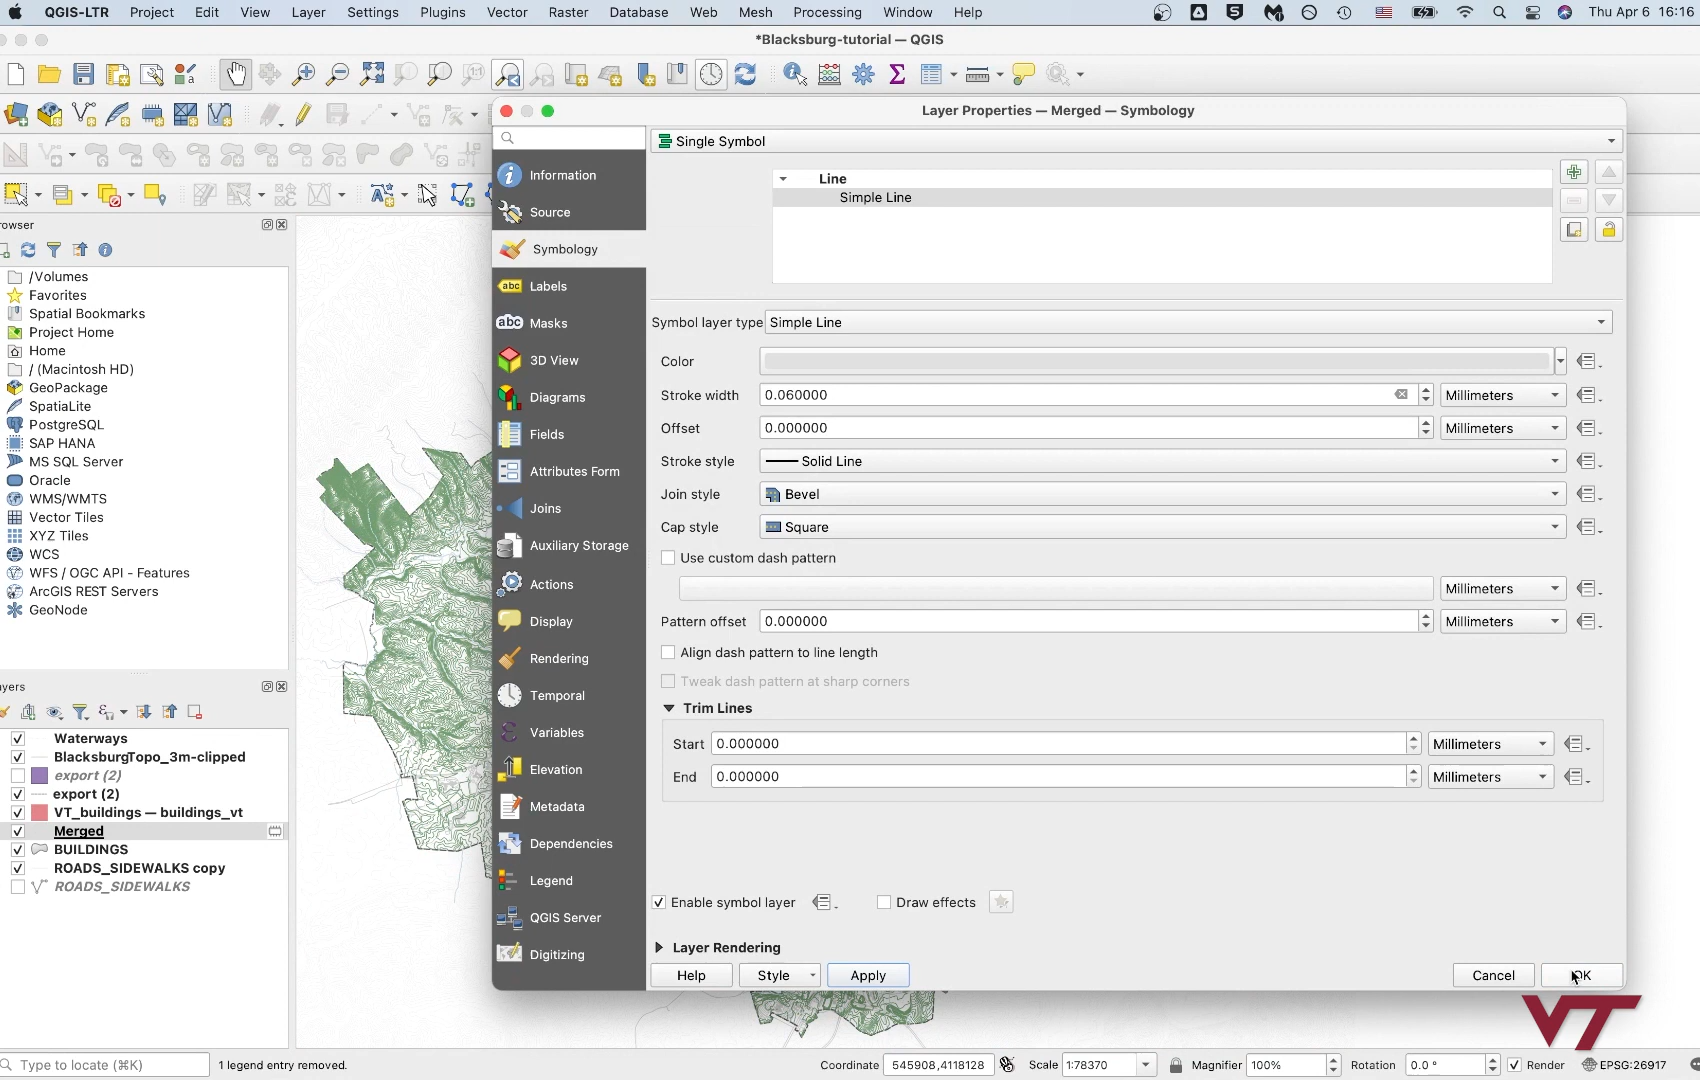 QGIS-LTR Project Edit View Layer Settings Plugins Vector Raster Database Web Mesh Processing Window Help Thu Apr 6 16:16
*Blacksburg-tutorial — QGIS
Layer Properties — Merged — Symbology
Single Symbol
Information
Source
Symbology
Labels
Masks
3D View
Diagrams
Fields
Attributes Form
Joins
Auxiliary Storage
Actions
Display
Rendering
Temporal
Variables
Elevation
Metadata
Dependencies
Legend
QGIS Server
Digitizing
Line
Simple Line
Symbol layer type Simple Line
Color
Stroke width 0.060000 Millimeters
Offset 0.000000 Millimeters
Stroke style Solid Line
Join style Bevel
Cap style Square
Use custom dash pattern
Millimeters
Pattern offset 0.000000 Millimeters
Align dash pattern to line length
Tweak dash pattern at sharp corners
Trim Lines
Start 0.000000 Millimeters
End 0.000000 Millimeters
Enable symbol layer Draw effects
Layer Rendering
Help Style Apply Cancel OK
rowser
/Volumes
Favorites
Spatial Bookmarks
Project Home
Home
/ (Macintosh HD)
GeoPackage
SpatiaLite
PostgreSQL
SAP HANA
MS SQL Server
Oracle
WMS/WMTS
Vector Tiles
XYZ Tiles
WCS
WFS / OGC API - Features
ArcGIS REST Servers
GeoNode
ayers
Waterways
BlacksburgTopo_3m-clipped
export (2)
export (2)
VT_buildings — buildings_vt
Merged
BUILDINGS
ROADS_SIDEWALKS copy
ROADS_SIDEWALKS
VT
Type to locate (⌘K) 1 legend entry removed. Coordinate 545908,4118128 Scale 1:78370 Magnifier 100% Rotation 0.0 ° Render EPSG:26917